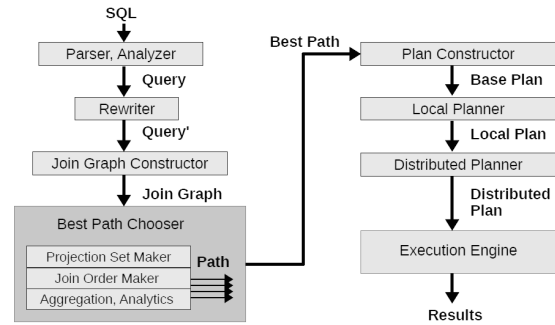 SQL
Parser, Analyzer
Query
Rewriter
Query'
Join Graph Constructor
Join Graph
Best Path Chooser
Projection Set Maker
Join Order Maker
Aggregation, Analytics
Path
Best Path
Plan Constructor
Base Plan
Local Planner
Local Plan
Distributed Planner
Distributed
Plan
Execution Engine
Results